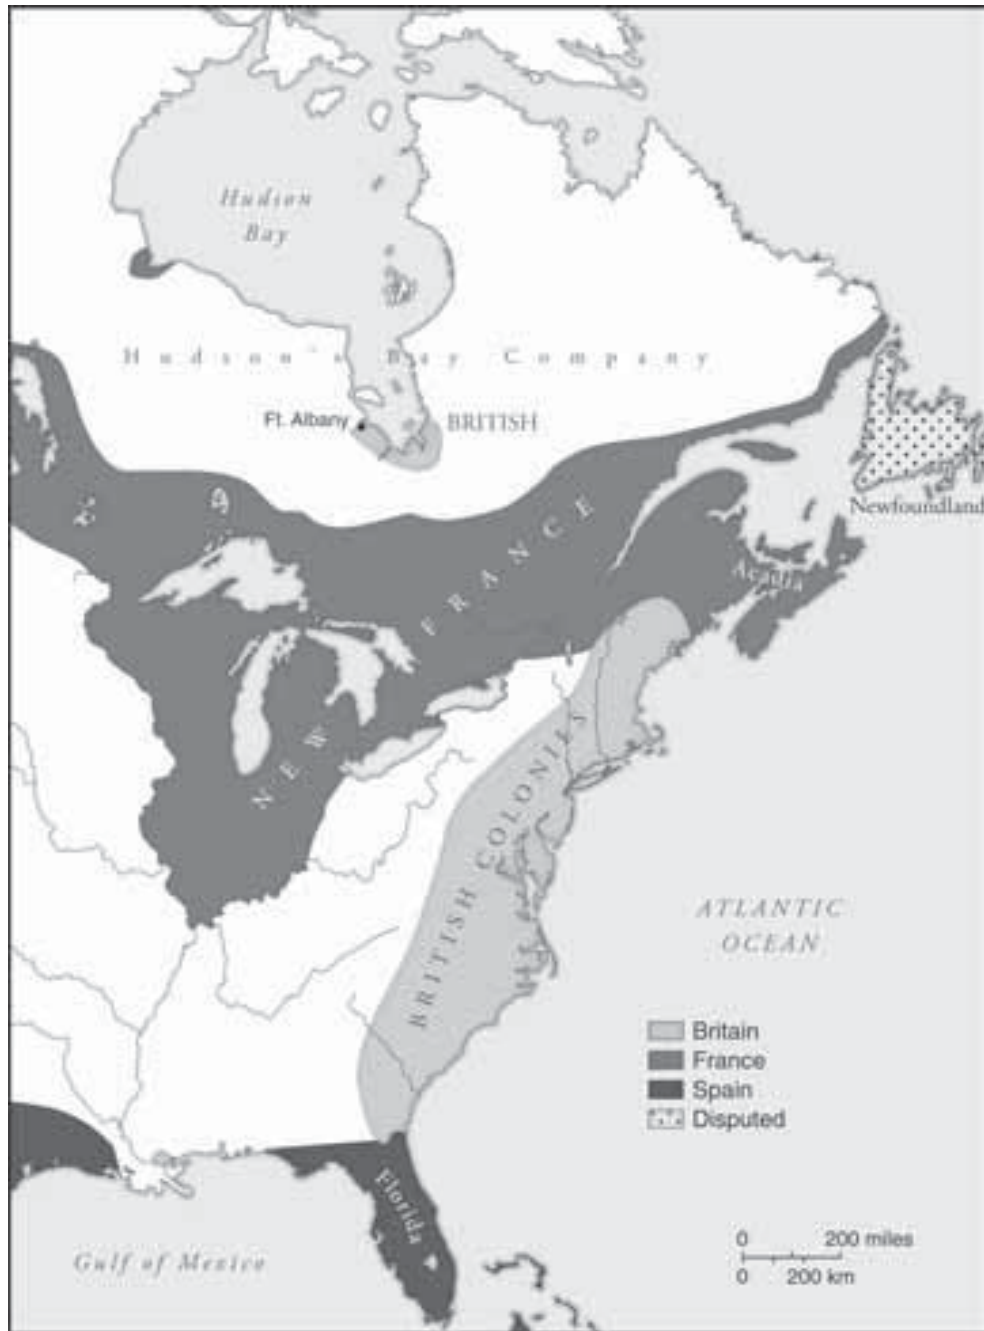 Hudson
Bay
Hudson's Bay Company
Ft. Albany
BRITISH
Newfoundland
Acadia
NEW FRANCE
BRITISH COLONIES
ATLANTIC
OCEAN
Britain
France
Spain
Disputed
Florida
Gulf of Mexico
0 200 miles
0 200 km